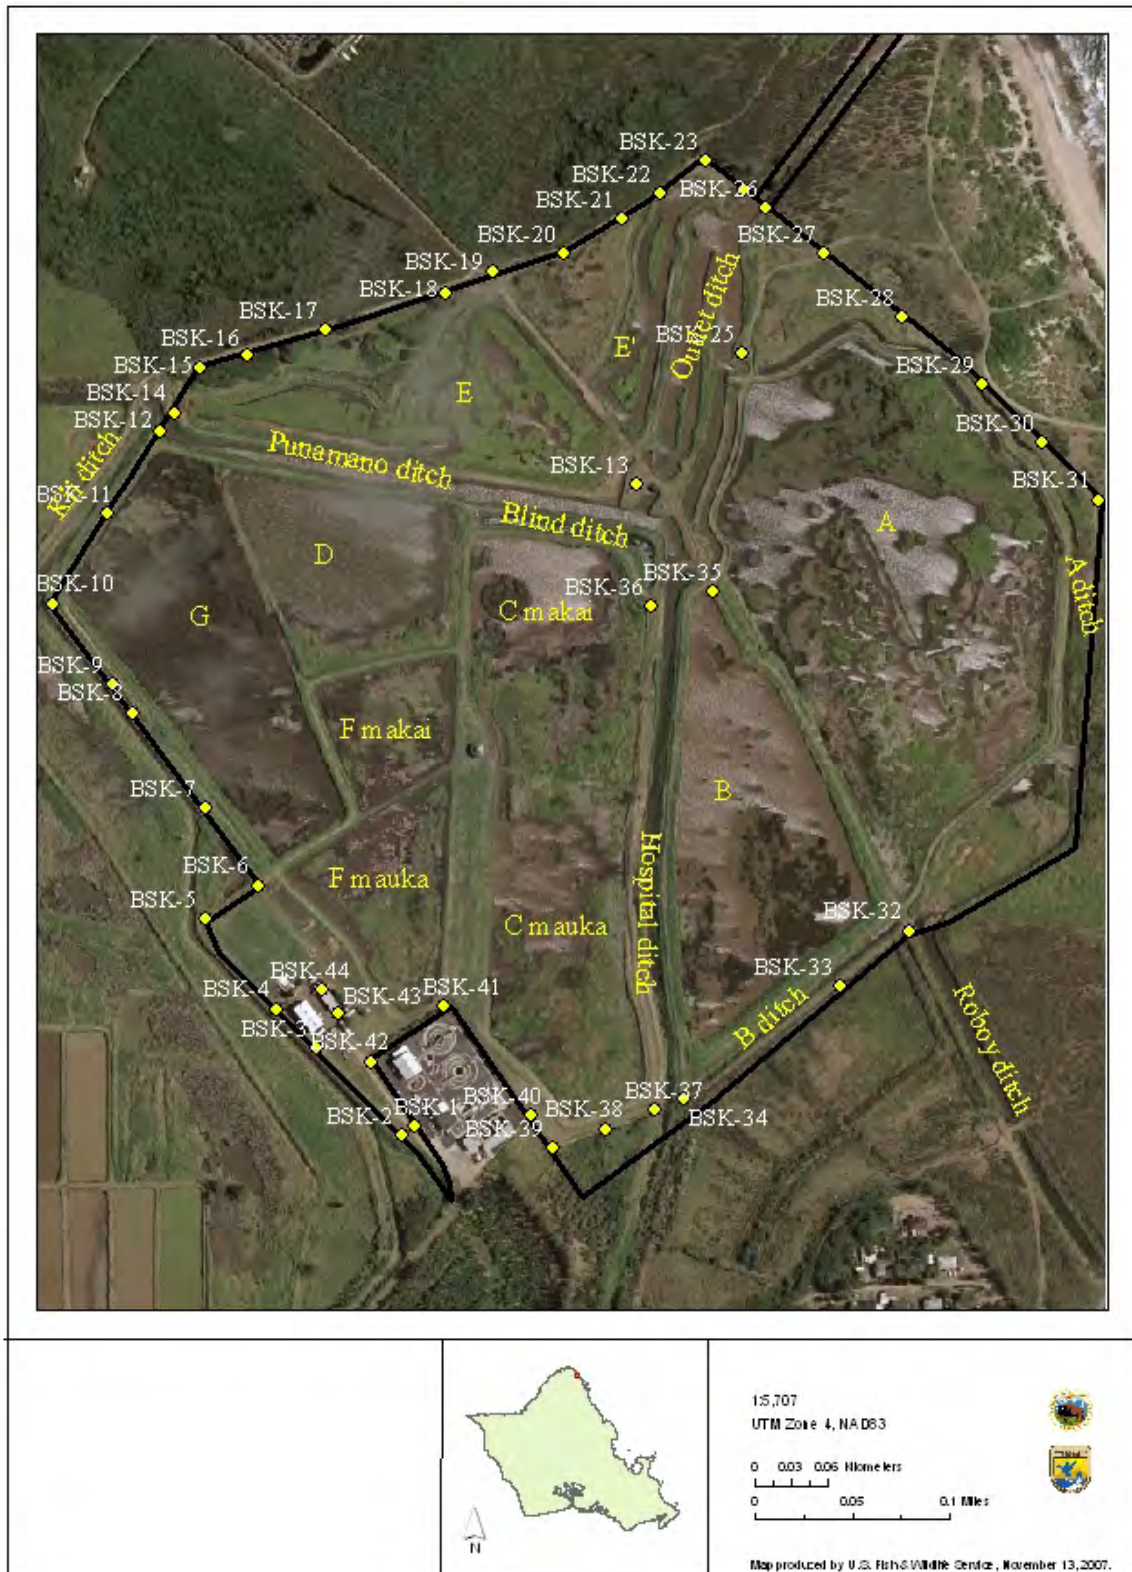 BSK-23
BSK-22
BSK-26
BSK-21
BSK-27
BSK-20
BSK-19
BSK-18
BSK-28
BSK-17
Outlet ditch
BSK-25
E'
BSK-16
BSK-15
BSK-29
BSK-14
E
BSK-12
BSK-30
Kii ditch
Punamano ditch
BSK-13
BSK-31
BSK-11
Blind ditch
A
D
BSK-35
A ditch
BSK-10
BSK-36
C makai
G
BSK-9
BSK-8
F makai
BSK-7
B
BSK-6
F mauka
Hospital ditch
BSK-5
C mauka
BSK-32
BSK-44
BSK-33
BSK-4
BSK-43
BSK-41
B ditch
Roboy ditch
BSK-3
BSK-42
BSK-37
BSK-40
BSK-38
BSK-1
BSK-2
BSK-39
BSK-34
1:5,707
UTM Zone 4, NAD83
0 0.03 0.06 Kilometers
0 0.05 0.1 Miles
N
Map produced by U.S. Fish & Wildlife Service, November 13, 2007.